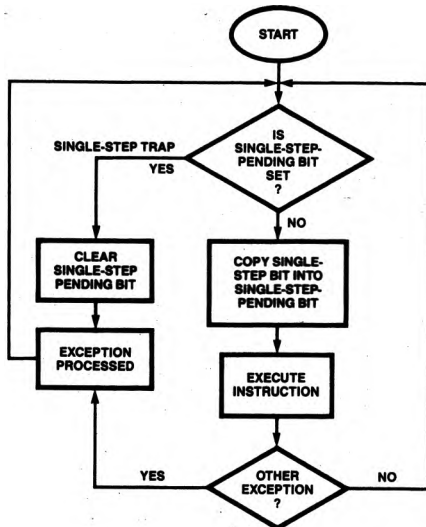 START
IS
SINGLE-STEP-
PENDING BIT
SET
?
SINGLE-STEP TRAP
YES
NO
CLEAR
SINGLE-STEP
PENDING BIT
COPY SINGLE-
STEP BIT INTO
SINGLE-STEP-
PENDING BIT
EXCEPTION
PROCESSED
EXECUTE
INSTRUCTION
YES
OTHER
EXCEPTION
?
NO